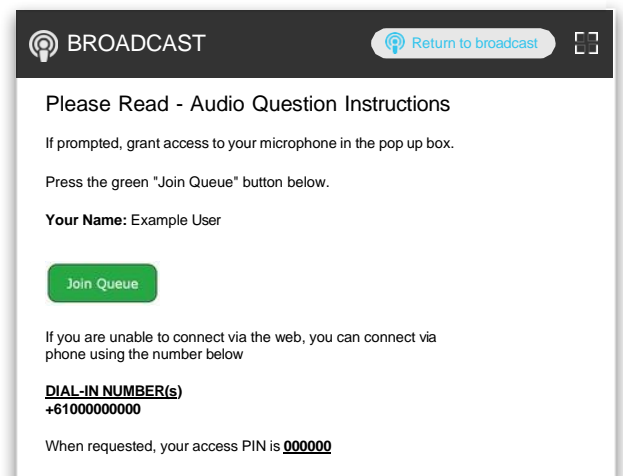 BROADCAST
Return to broadcast
Please Read - Audio Question Instructions
If prompted, grant access to your microphone in the pop up box.
Press the green "Join Queue" button below.
Your Name: Example User
Join Queue
If you are unable to connect via the web, you can connect via
phone using the number below
DIAL-IN NUMBER(s)
+61000000000
When requested, your access PIN is 000000